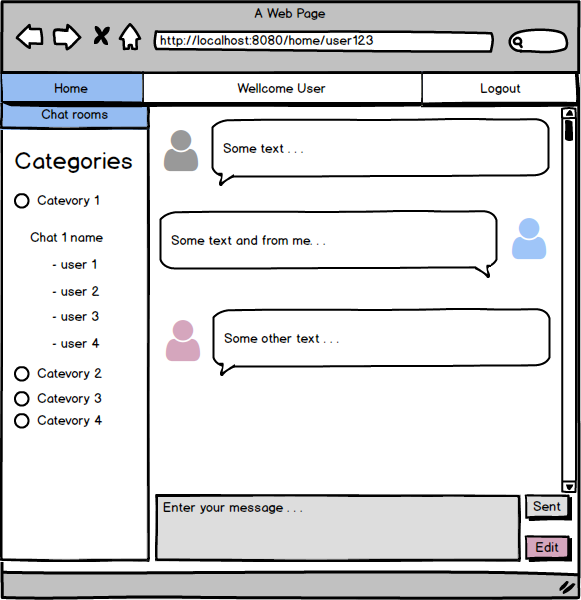 A Web Page
http://localhost:8080/home/user123
Home
Wellcome User
Logout
Chat rooms
Categories
Catevory 1
Chat 1 name
- user 1
- user 2
- user 3
- user 4
Catevory 2
Catevory 3
Catevory 4
Some text . . .
Some text and from me. . .
Some other text . . .
Enter your message . . .
Sent
Edit